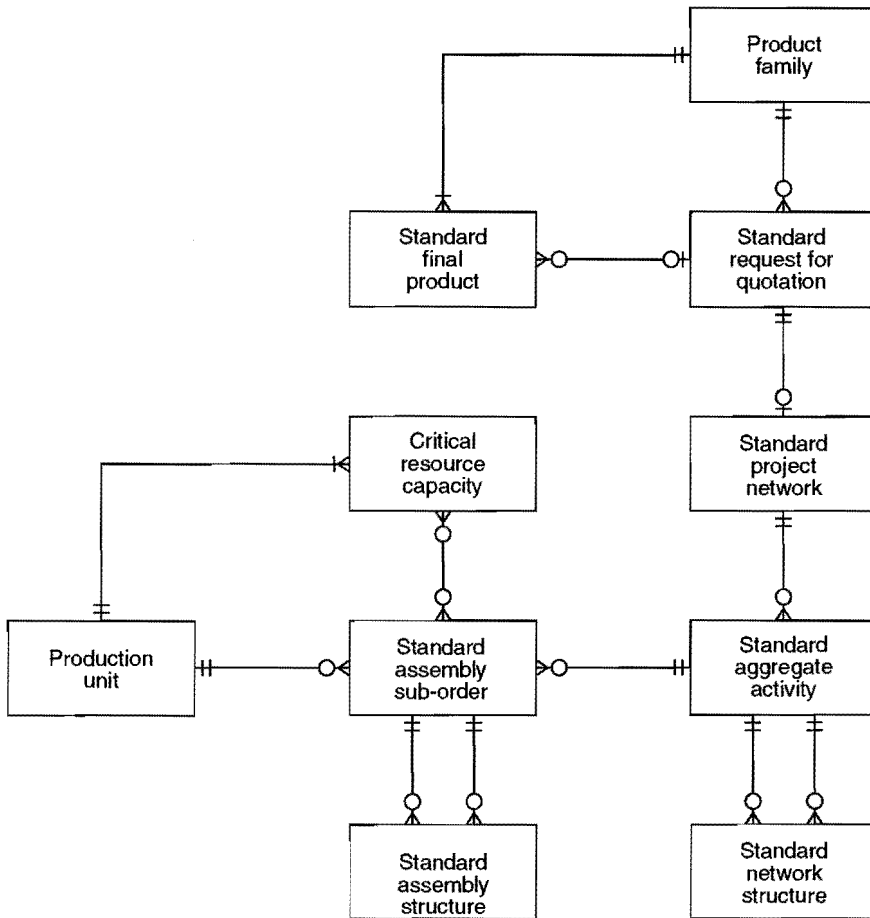 Product
family
Standard
final
product
Standard
request for
quotation
Critical
resource
capacity
Standard
project
network
Production
unit
Standard
assembly
sub-order
Standard
aggregate
activity
Standard
assembly
structure
Standard
network
structure